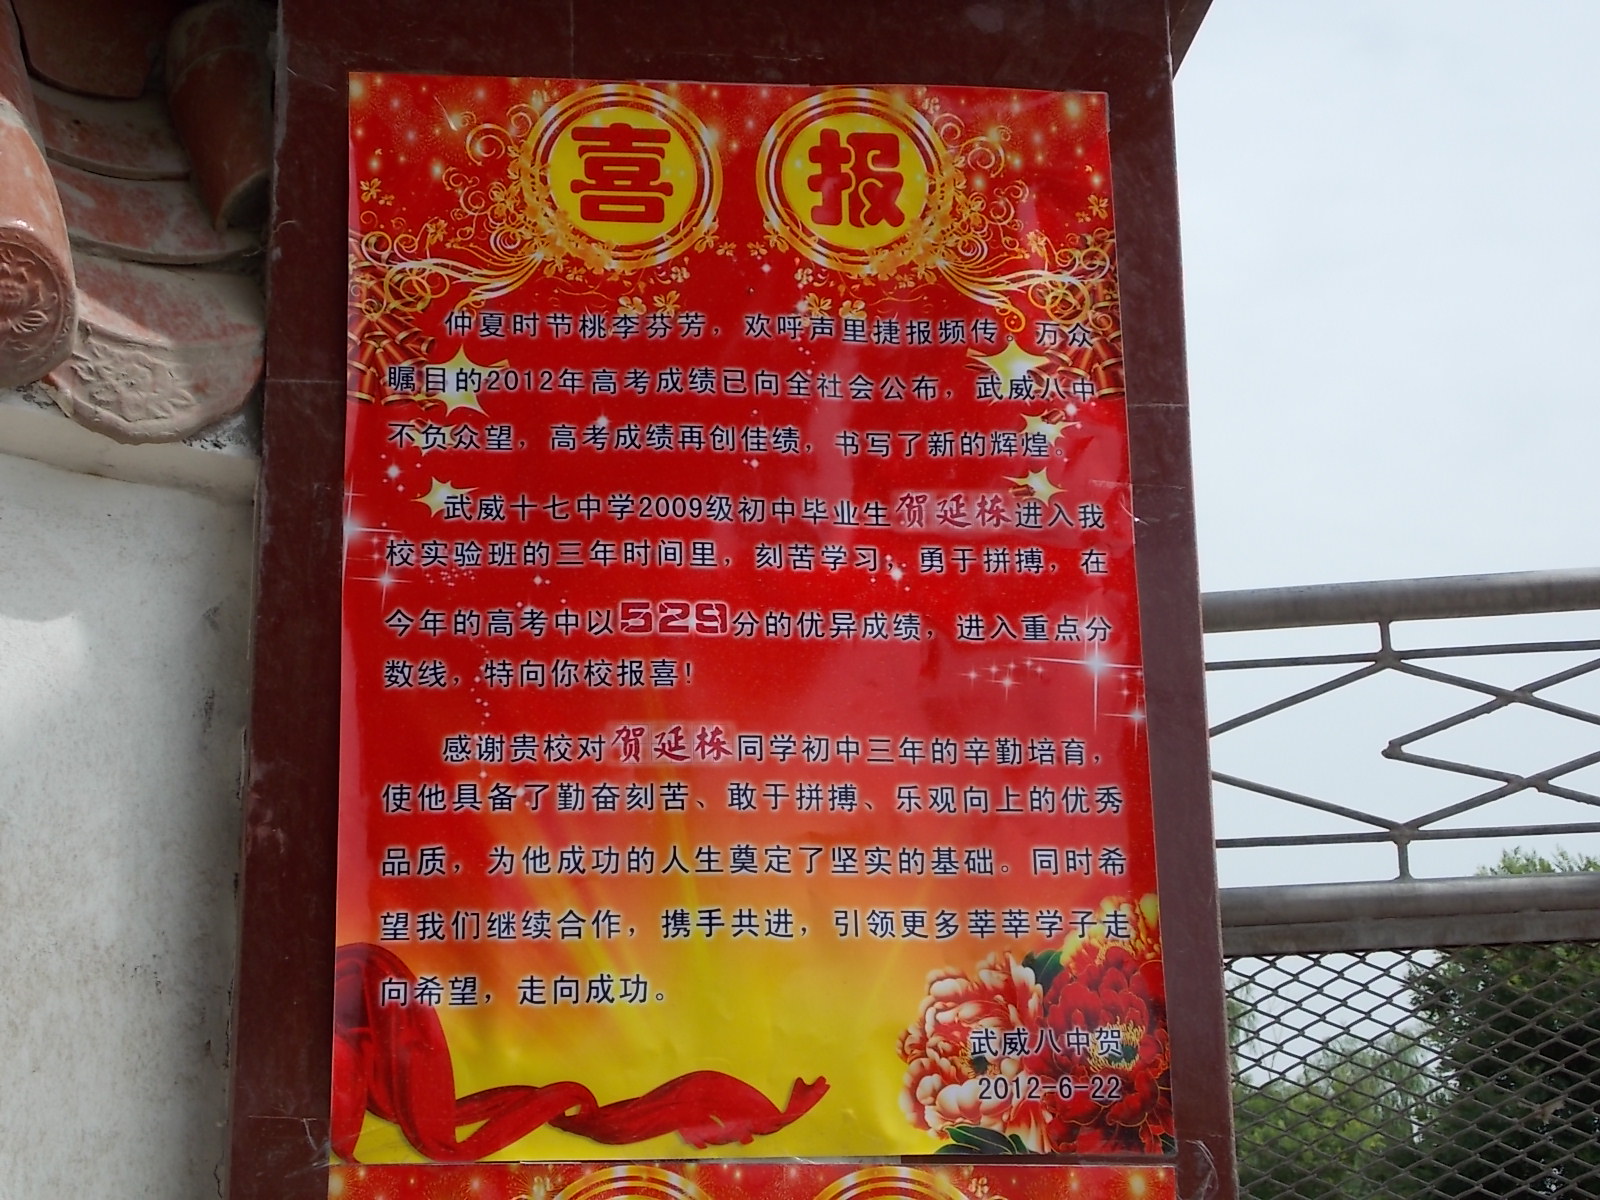 喜报
仲夏时节桃李芬芳，欢呼声里捷报频传。万众
瞩目的2012年高考成绩已向全社会公布，武威八中
不负众望，高考成绩再创佳绩，书写了新的辉煌。
武威十七中学2009级初中毕业生贺延栋进入我
校实验班的三年时间里，刻苦学习，勇于拼搏，在
今年的高考中以529分的优异成绩，进入重点分
数线，特向你校报喜！
感谢贵校对贺延栋同学初中三年的辛勤培育，
使他具备了勤奋刻苦、敢于拼搏、乐观向上的优秀
品质，为他成功的人生奠定了坚实的基础。同时希
望我们继续合作，携手共进，引领更多莘莘学子走
向希望，走向成功。
武威八中贺
2012-6-22